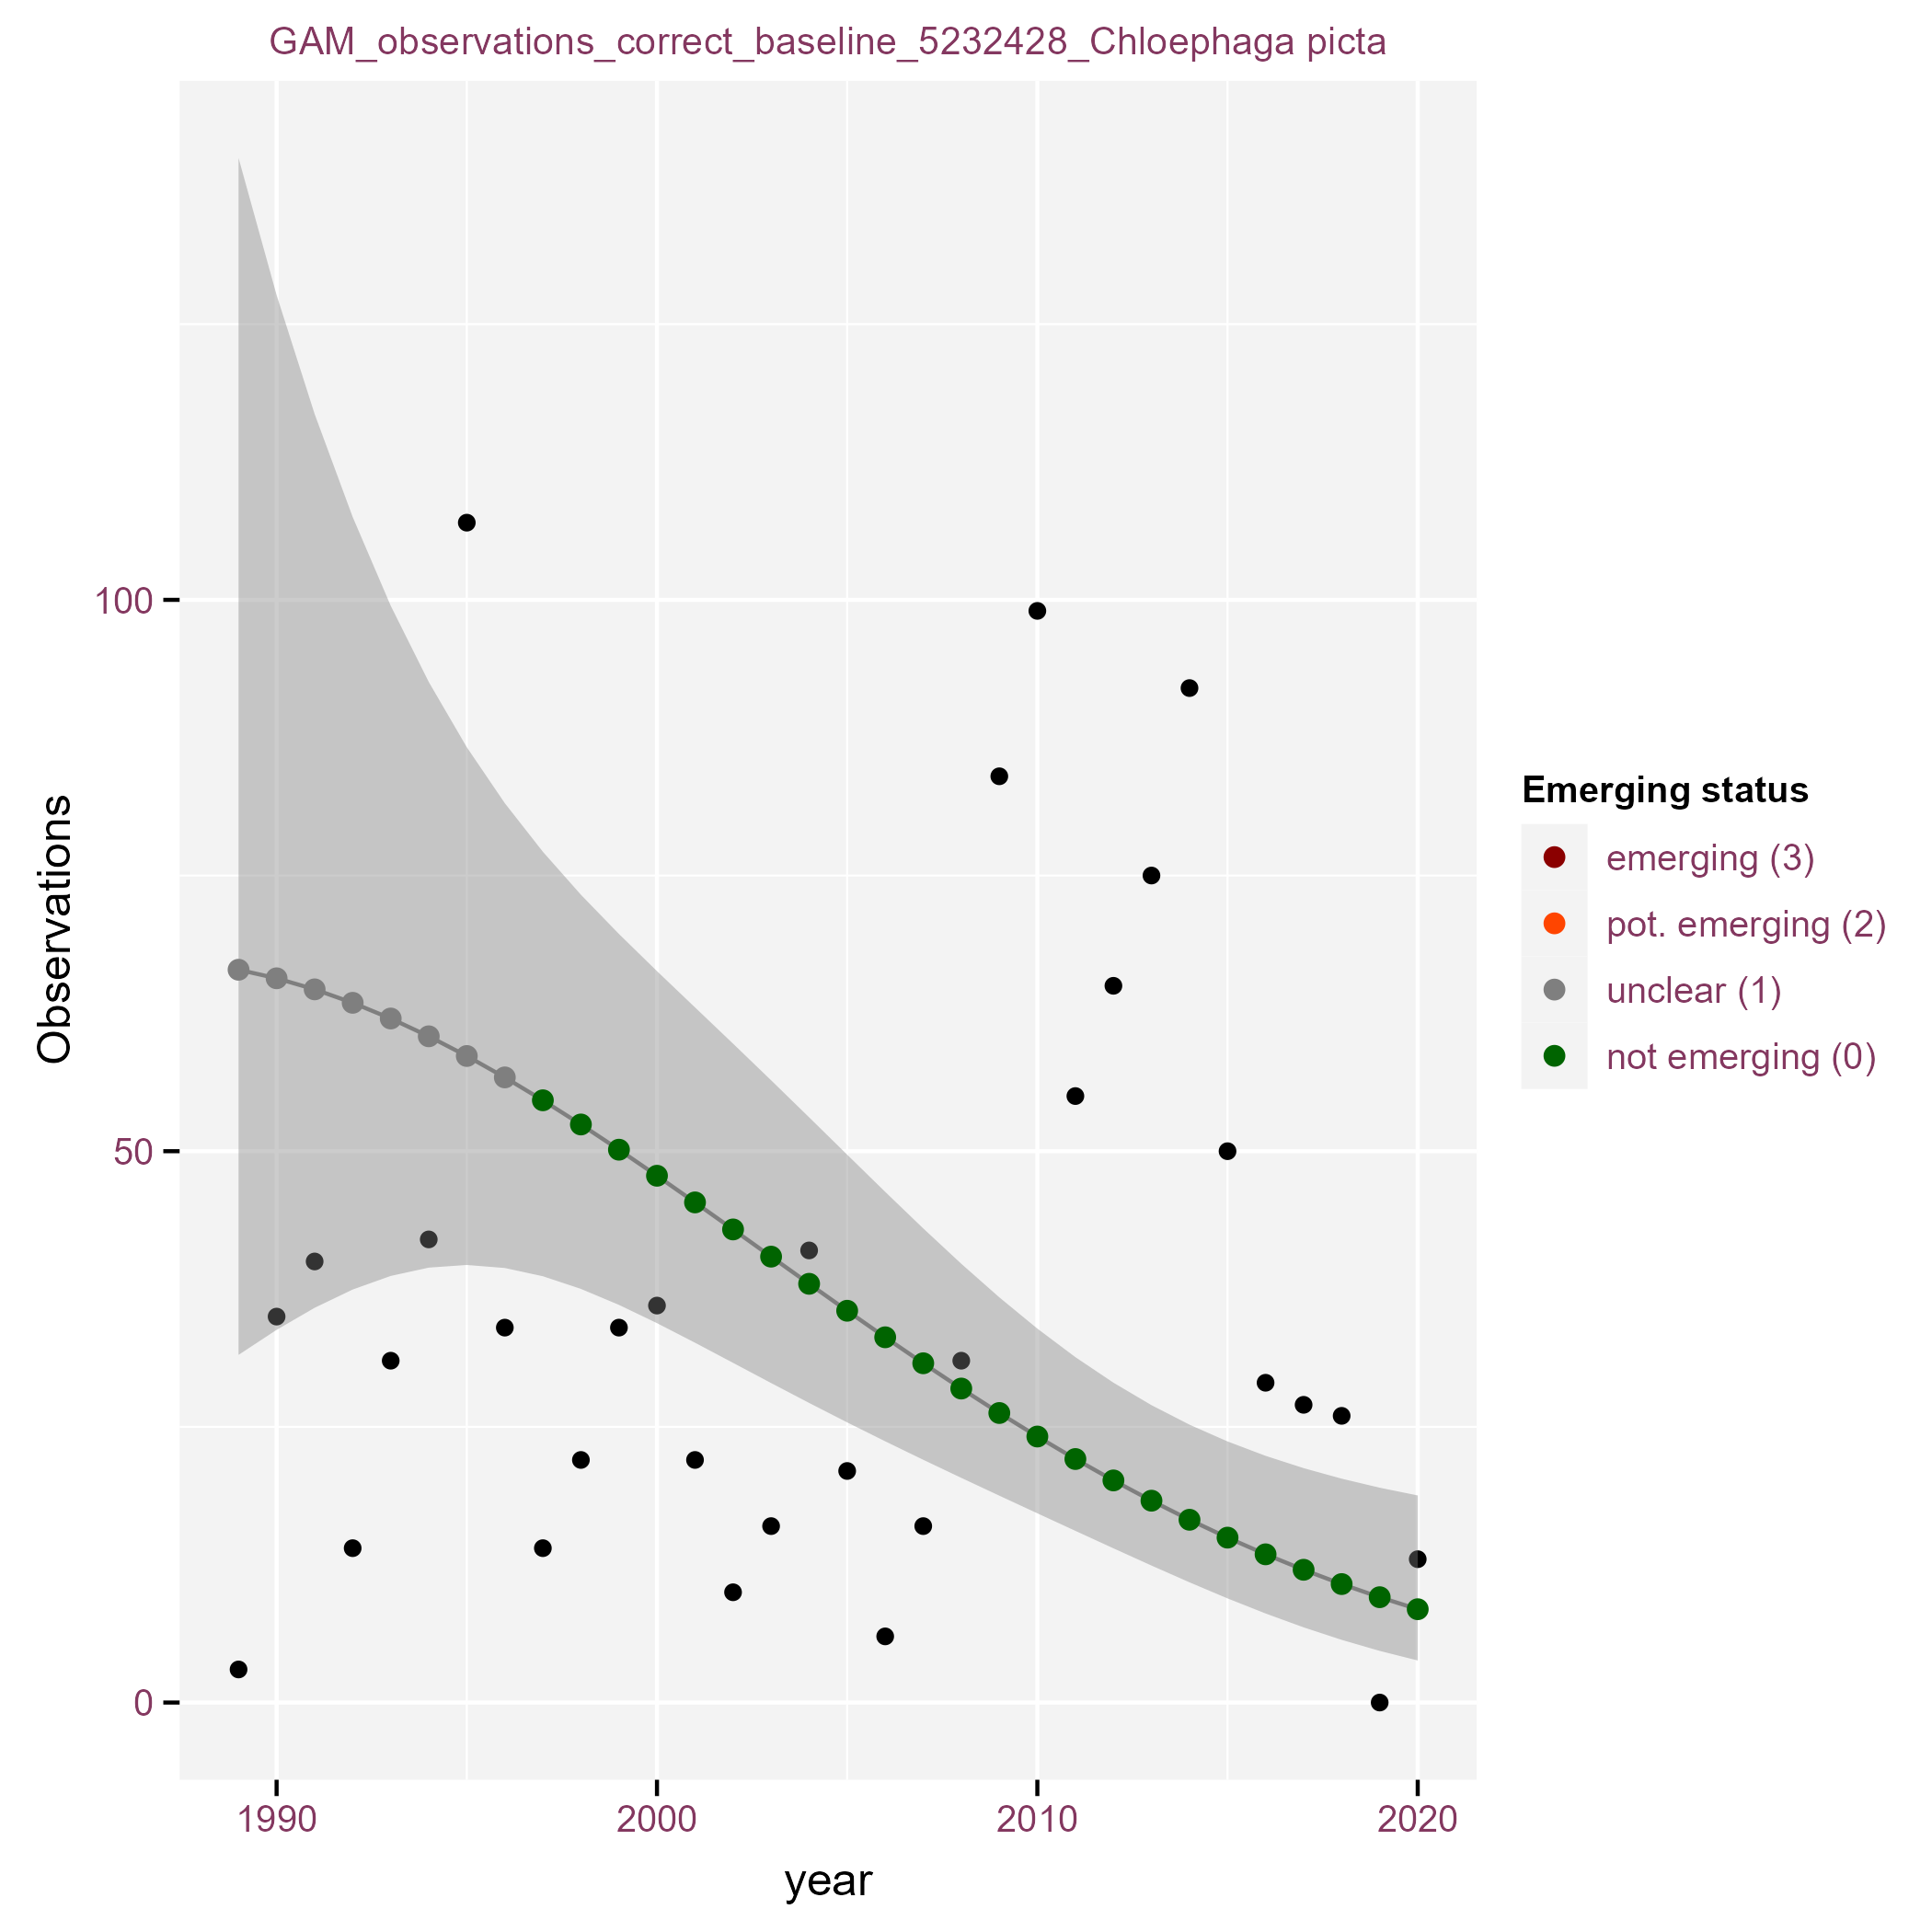 GAM_observations_correct_baseline_5232428_Chloephaga picta
Observations
100
50
0
1990
2000
2010
2020
year
Emerging status
emerging (3)
pot. emerging (2)
unclear (1)
not emerging (0)